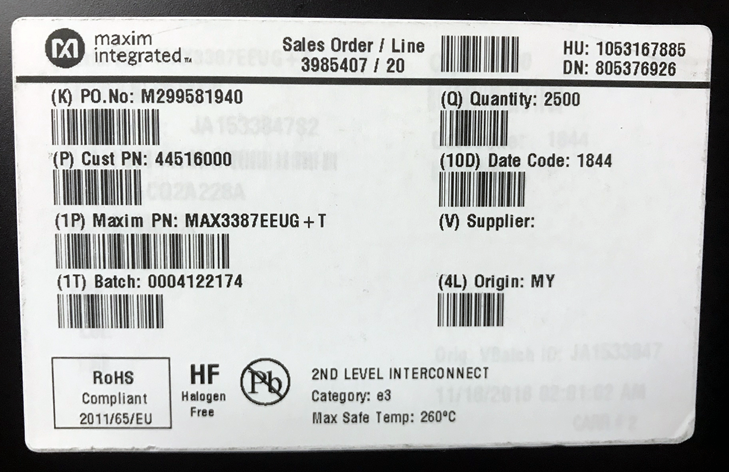 maxim
integrated™
Sales Order / Line
3985407 / 20
HU: 1053167885
DN: 805376926
(K) PO.No: M299581940
(Q) Quantity: 2500
(P) Cust PN: 44516000
(10D) Date Code: 1844
(1P) Maxim PN: MAX3387EEUG+T
(V) Supplier:
(1T) Batch: 0004122174
(4L) Origin: MY
RoHS
Compliant
2011/65/EU
HF
Halogen
Free
Pb
2ND LEVEL INTERCONNECT
Category: e3
Max Safe Temp: 260°C